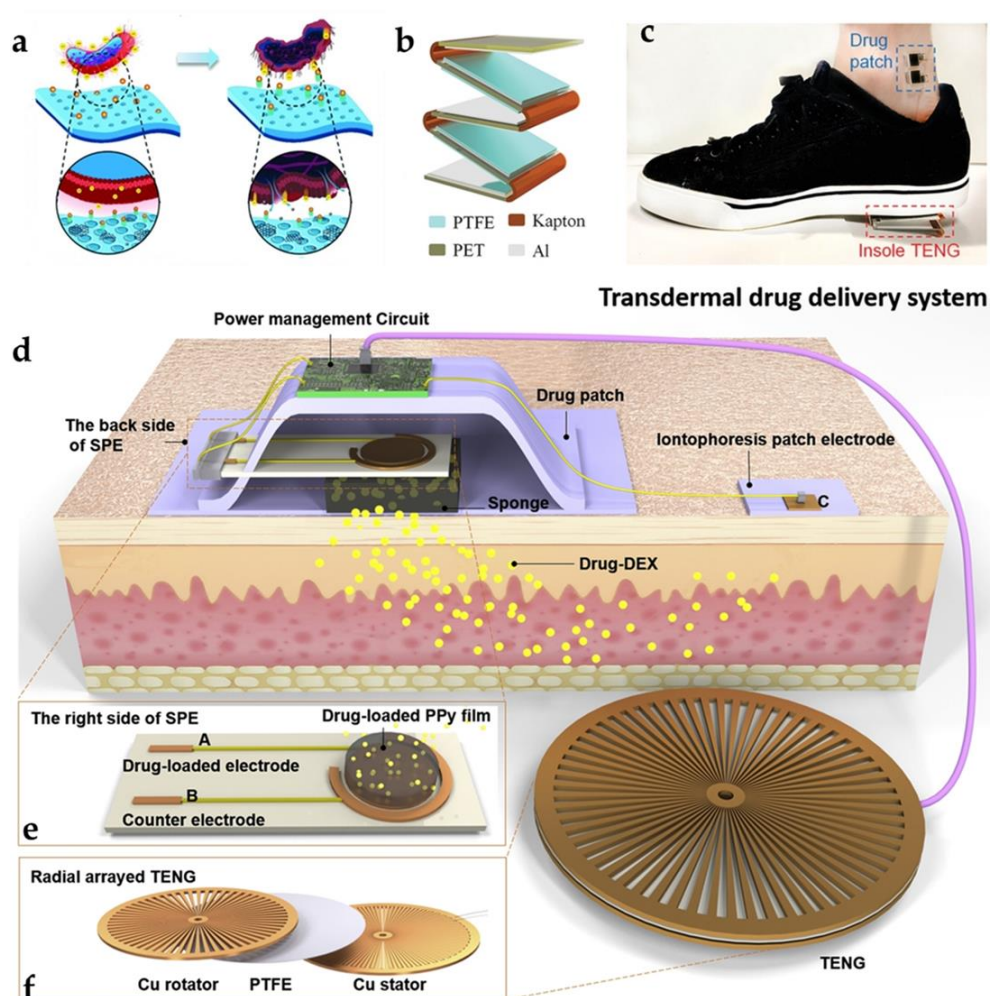 a
b
c
Drug
patch
PTFE
Kapton
PET
Al
Insole TENG
Transdermal drug delivery system
d
Power management Circuit
The back side
of SPE
Drug patch
Iontophoresis patch electrode
C
Sponge
Drug-DEX
The right side of SPE
Drug-loaded PPy film
A
Drug-loaded electrode
B
Counter electrode
e
Radial arrayed TENG
Cu rotator
PTFE
Cu stator
f
TENG